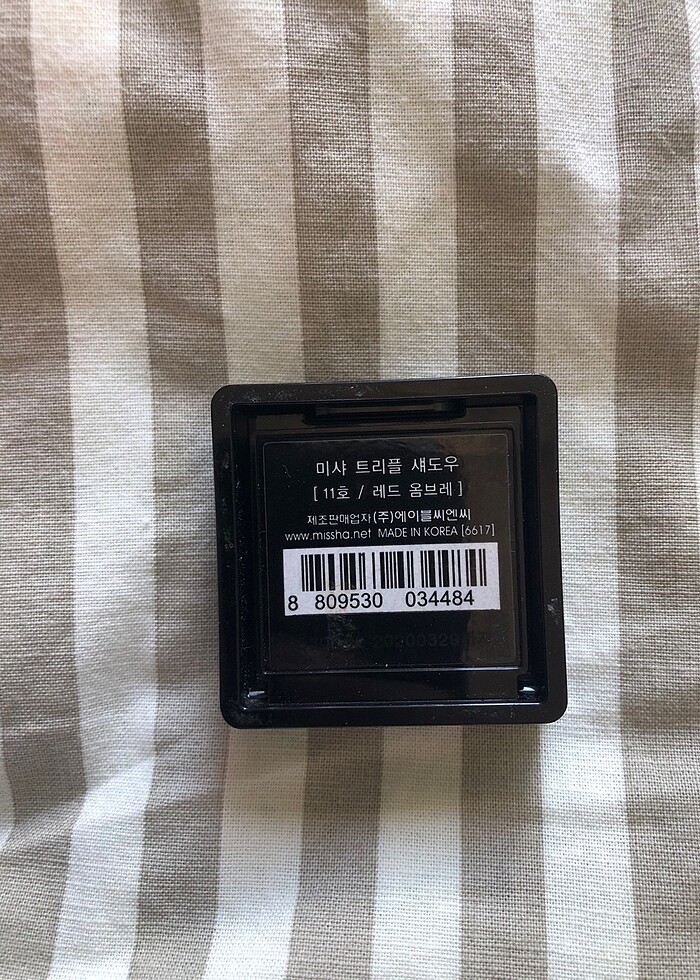 미샤 트리플 섀도우
[ 11호 / 레드 옴브레 ]
제조판매업자 (주)에이블씨엔씨
www.missha.net MADE IN KOREA [6617]
8 809530 034484
20200329